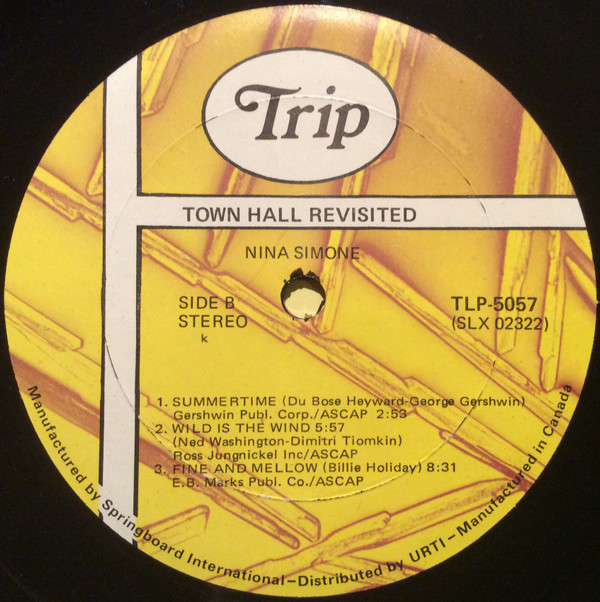 Trip
TOWN HALL REVISITED
NINA SIMONE
SIDE B
STEREO
k
TLP-5057
(SLX 02322)
1. SUMMERTIME (Du Bose Heyward-George Gershwin)
Gershwin Publ. Corp./ASCAP 2:53
2. WILD IS THE WIND 5:57
(Ned Washington-Dimitri Tiomkin)
Ross Jungnickel Inc/ASCAP
3. FINE AND MELLOW (Billie Holiday) 8:31
E.B. Marks Publ. Co./ASCAP
Manufactured by Springboard International-Distributed by URTI-Manufactured in Canada